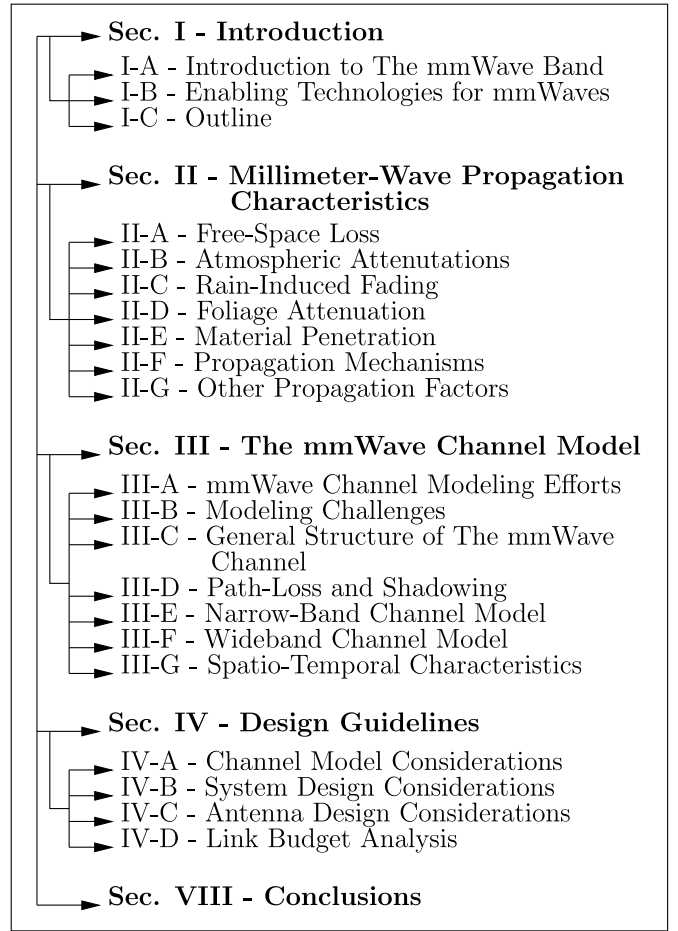 Sec. I - Introduction
I-A - Introduction to The mmWave Band
I-B - Enabling Technologies for mmWaves
I-C - Outline
Sec. II - Millimeter-Wave Propagation
Characteristics
II-A - Free-Space Loss
II-B - Atmospheric Attenutations
II-C - Rain-Induced Fading
II-D - Foliage Attenuation
II-E - Material Penetration
II-F - Propagation Mechanisms
II-G - Other Propagation Factors
Sec. III - The mmWave Channel Model
III-A - mmWave Channel Modeling Efforts
III-B - Modeling Challenges
III-C - General Structure of The mmWave
Channel
III-D - Path-Loss and Shadowing
III-E - Narrow-Band Channel Model
III-F - Wideband Channel Model
III-G - Spatio-Temporal Characteristics
Sec. IV - Design Guidelines
IV-A - Channel Model Considerations
IV-B - System Design Considerations
IV-C - Antenna Design Considerations
IV-D - Link Budget Analysis
Sec. VIII - Conclusions